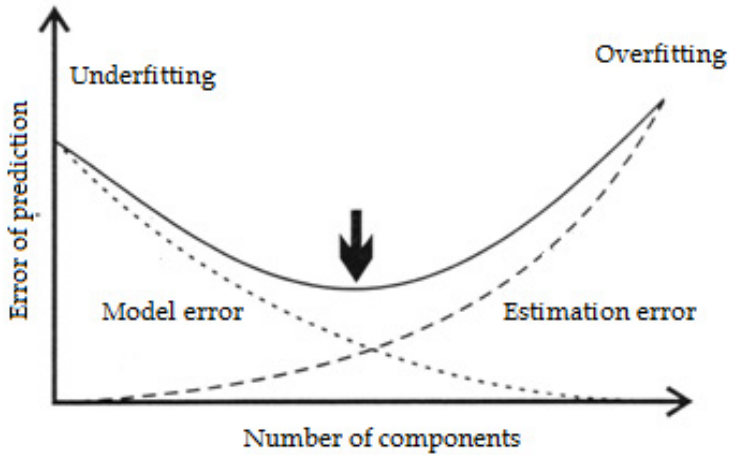 Overfitting
Underfitting
Error of prediction
Model error
Estimation error
Number of components